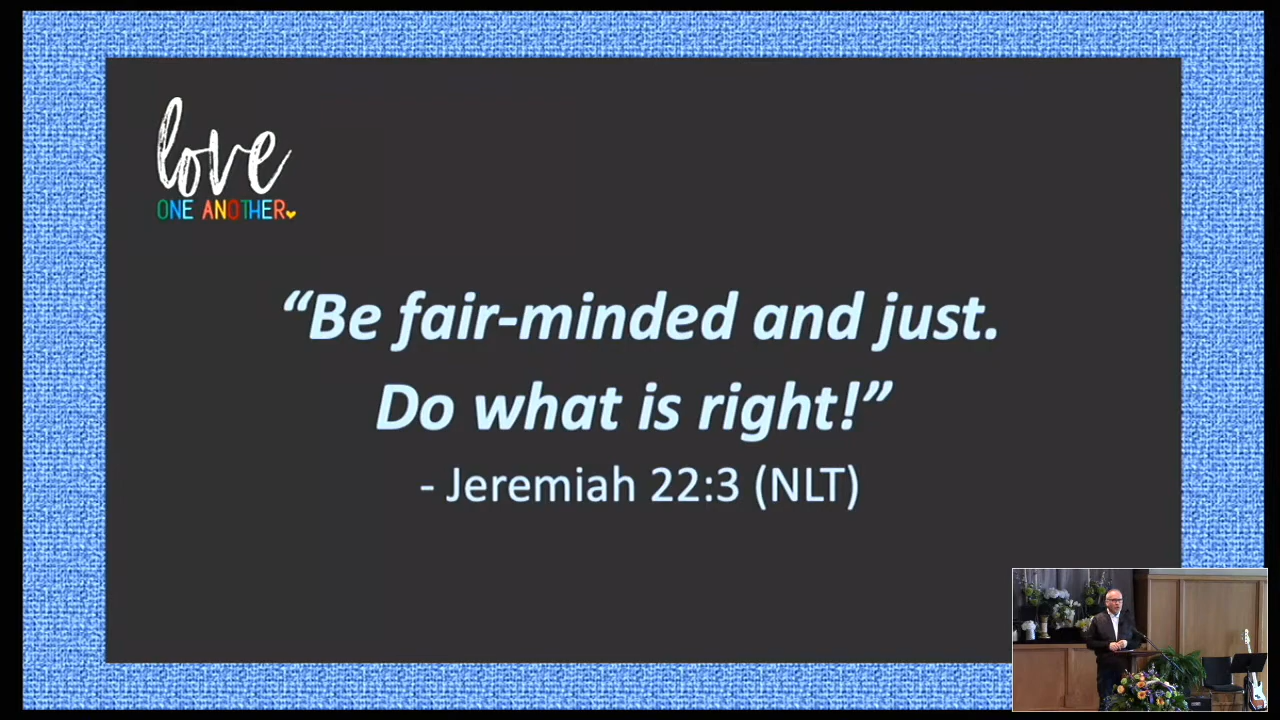 love
ONE ANOTHER
“Be fair-minded and just.
Do what is right!”
- Jeremiah 22:3 (NLT)